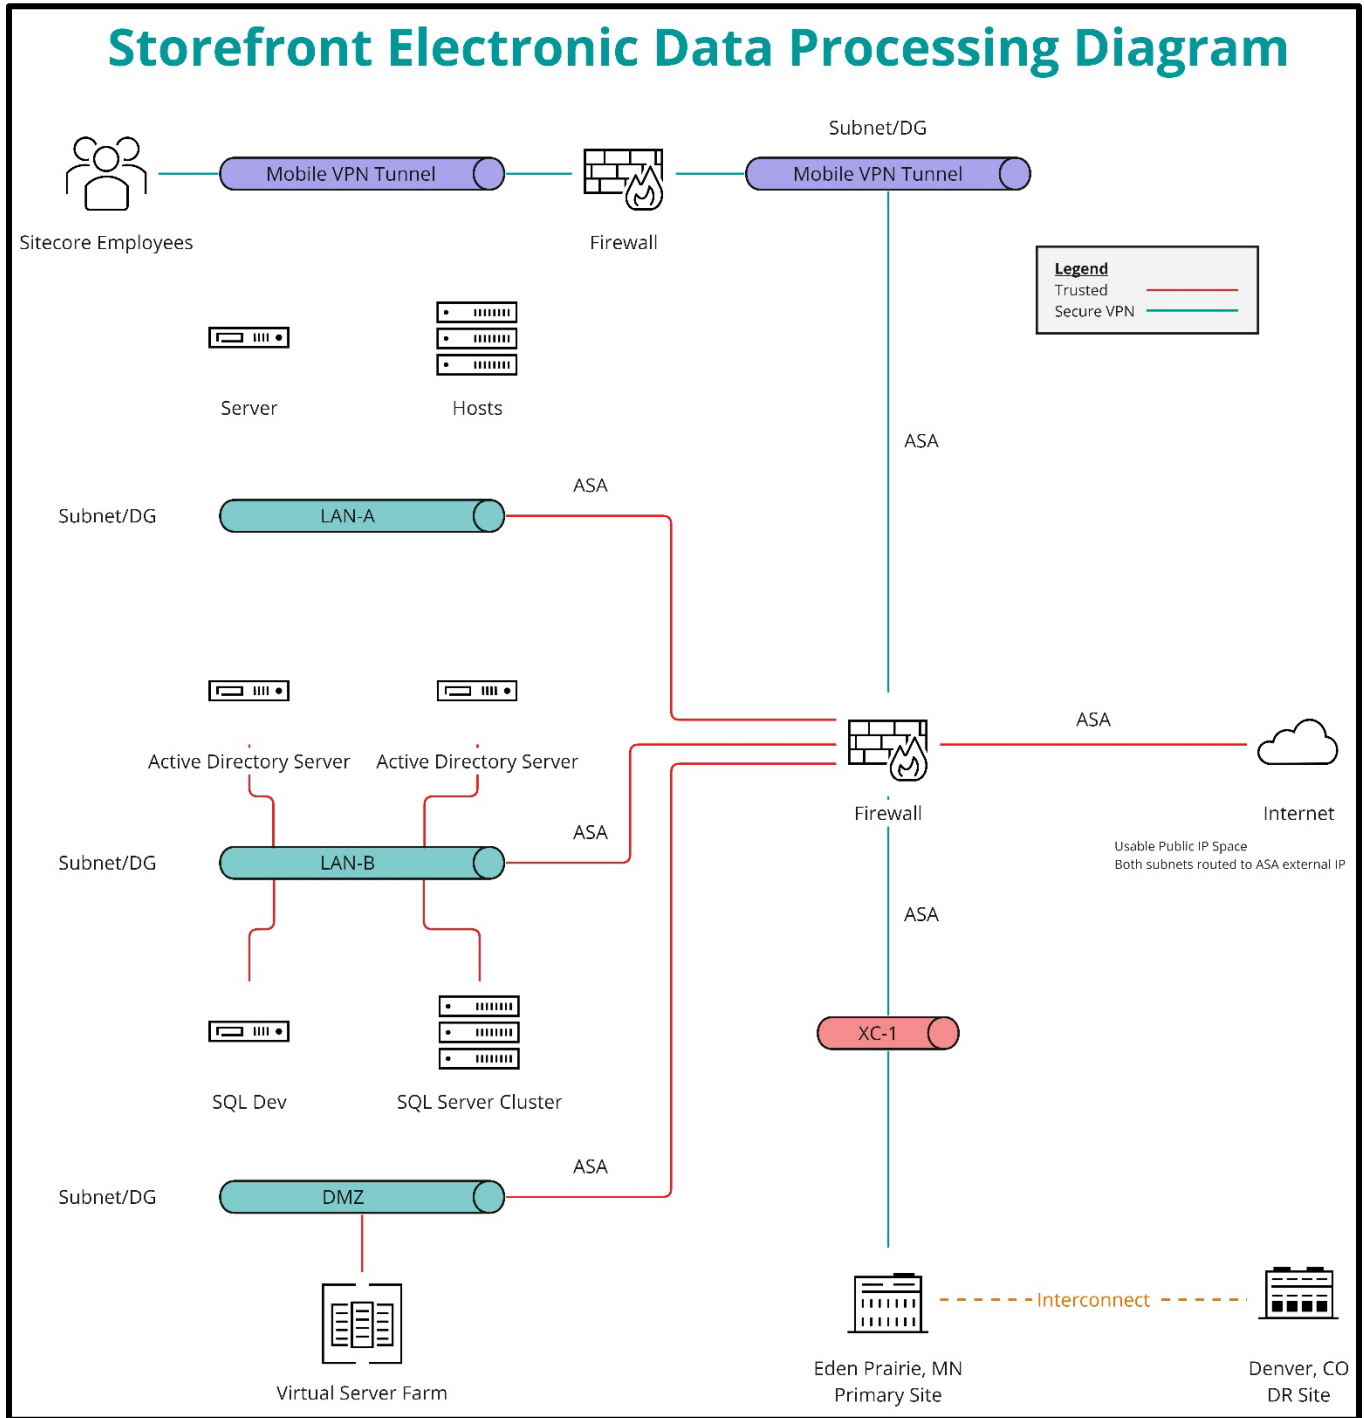 Storefront Electronic Data Processing Diagram
Subnet/DG
Mobile VPN Tunnel
Mobile VPN Tunnel
Sitecore Employees
Firewall
Legend
Trusted
Secure VPN
Server
Hosts
ASA
ASA
Subnet/DG
LAN-A
ASA
Active Directory Server
Active Directory Server
Firewall
Internet
ASA
Subnet/DG
LAN-B
Usable Public IP Space
Both subnets routed to ASA external IP
ASA
XC-1
SQL Dev
SQL Server Cluster
ASA
Subnet/DG
DMZ
Interconnect
Eden Prairie, MN
Primary Site
Denver, CO
DR Site
Virtual Server Farm